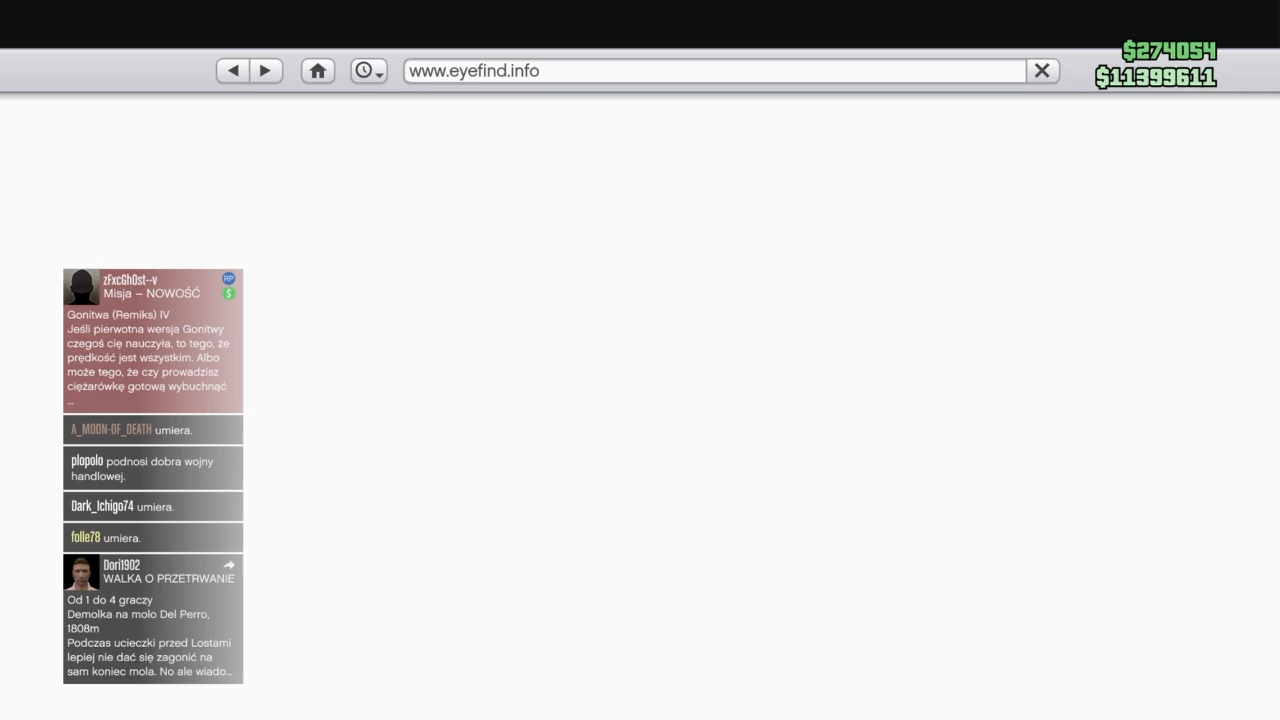 www.eyefind.info
$274054
$11399611
zFxcGh0st--v
RP
Misja – NOWOŚĆ
$
Gonitwa (Remiks) IV
Jeśli pierwotna wersja Gonitwy
czegoś cię nauczyła, to tego, że
prędkość jest wszystkim. Albo
może tego, że czy prowadzisz
ciężarówkę gotową wybuchnąć
...
A_MOON-OF_DEATH umiera.
plopolo podnosi dobra wojny
handlowej.
Dark_Ichigo74 umiera.
folle78 umiera.
Dori1902
WALKA O PRZETRWANIE
Od 1 do 4 graczy
Demolka na molo Del Perro,
1808m
Podczas ucieczki przed Lostami
lepiej nie dać się zagonić na
sam koniec mola. No ale wiado...